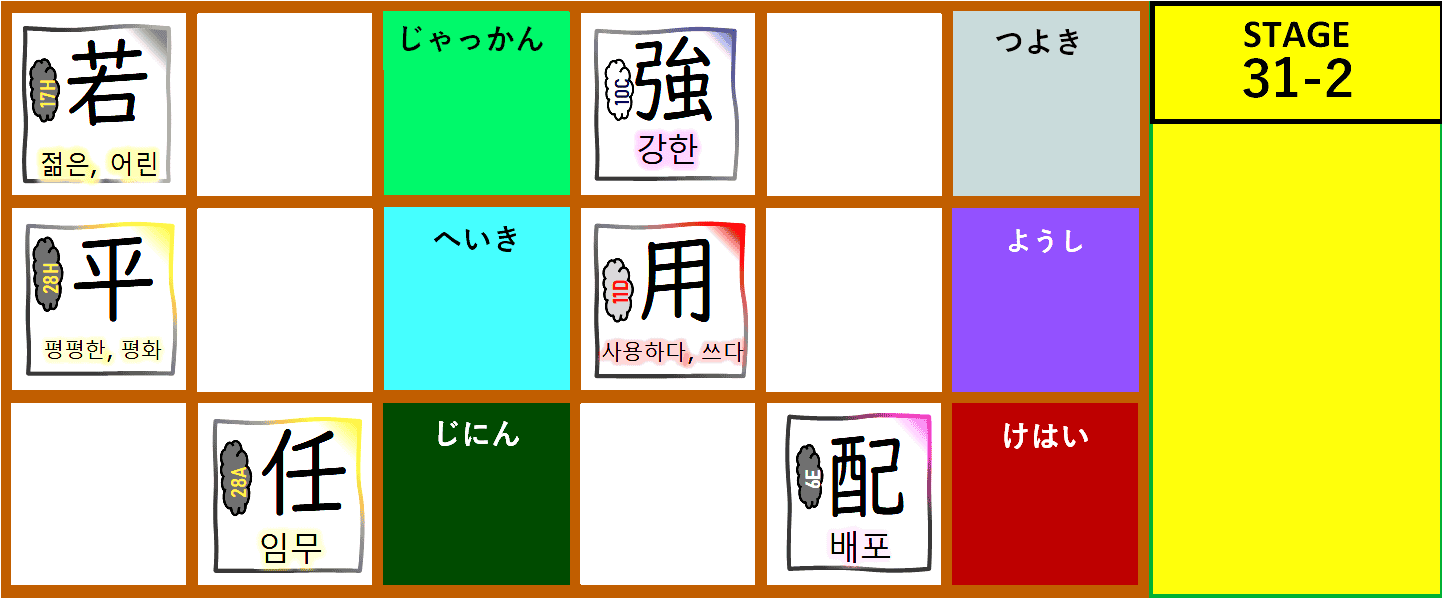 若
17H
젊은, 어린
じゃっかん
強
10C
강한
つよき
STAGE
31-2
平
28H
평평한, 평화
へいき
用
11D
사용하다, 쓰다
ようし
任
28A
임무
じにん
配
6E
배포
けはい